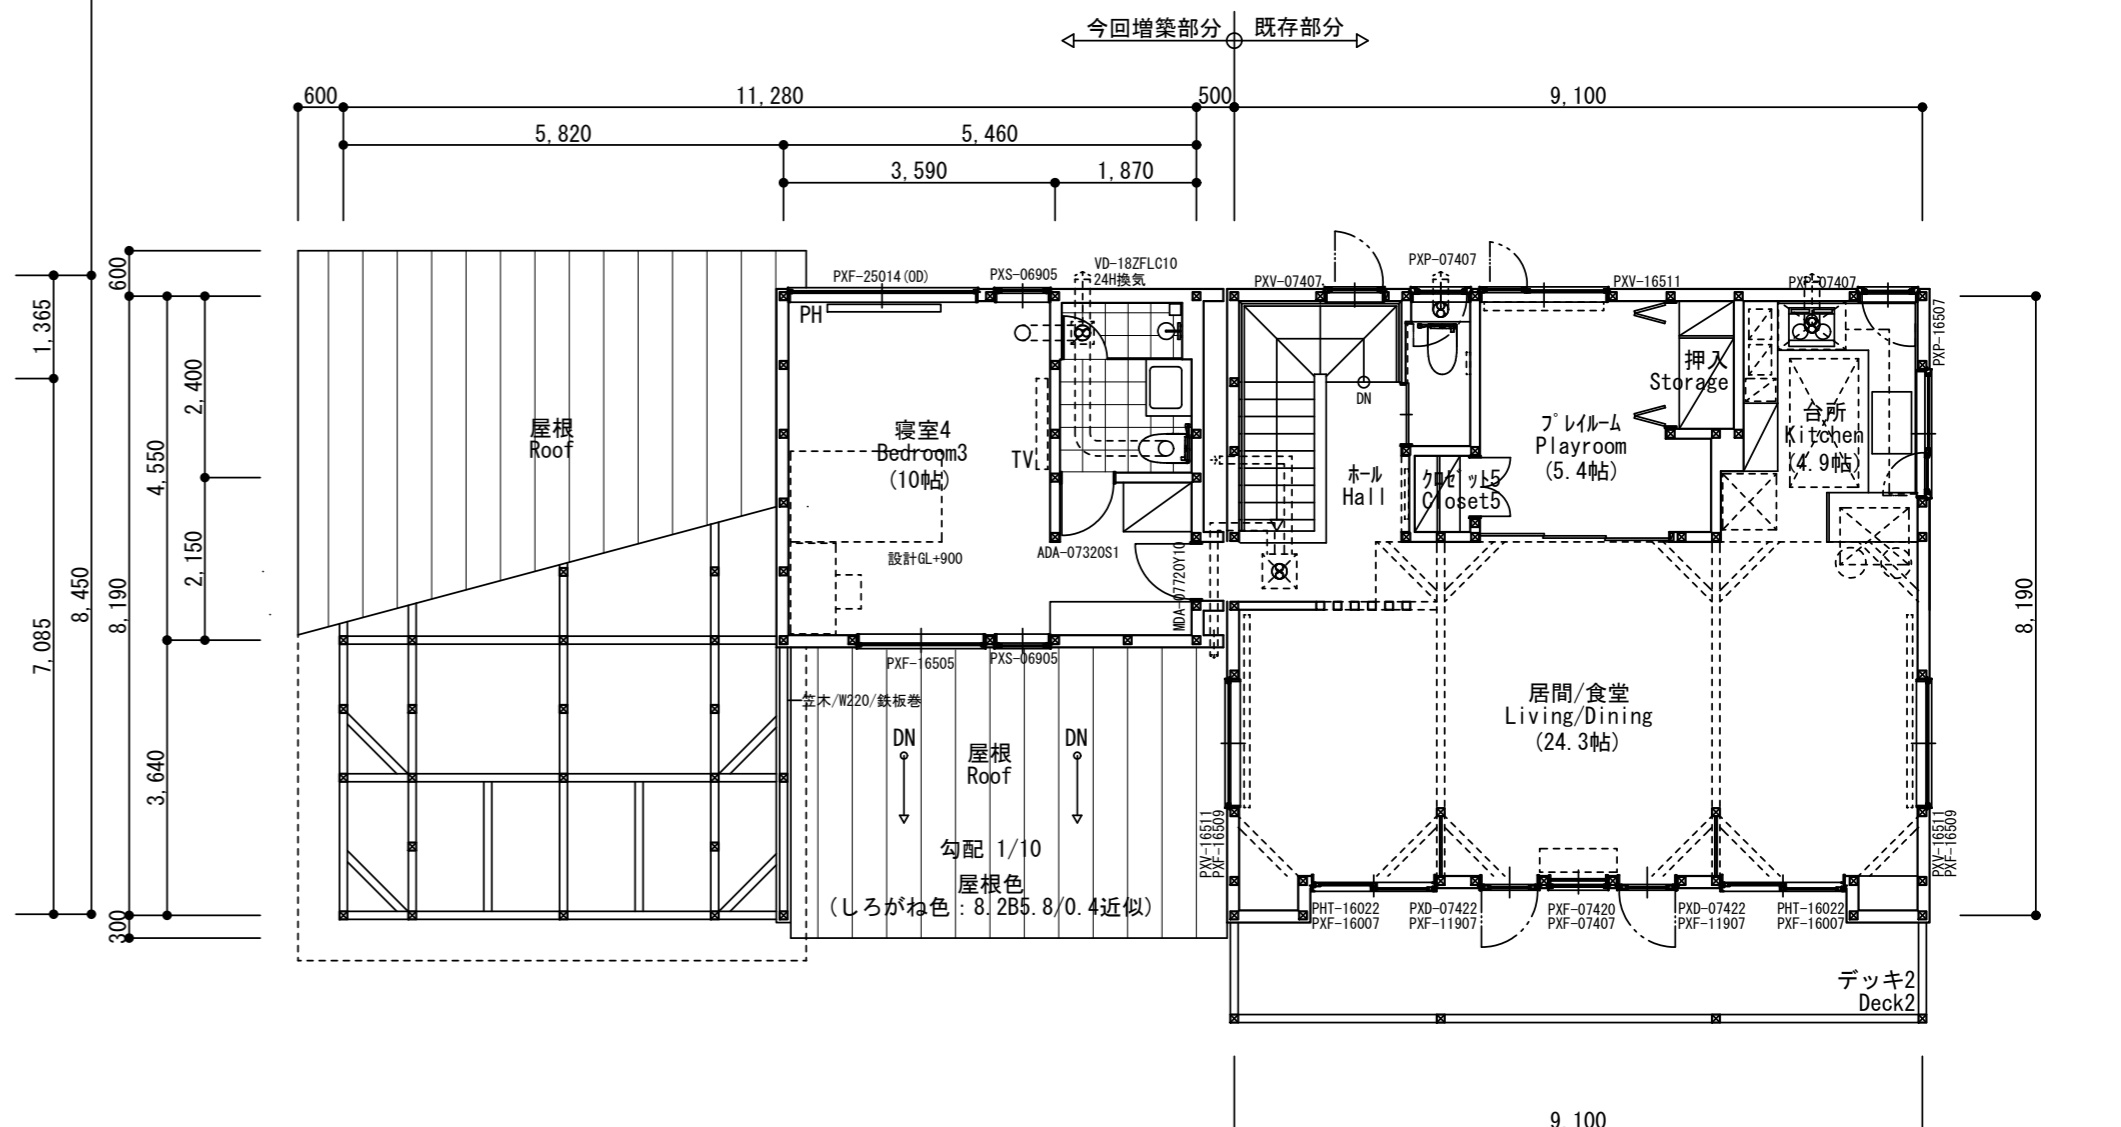 今回増築部分
既存部分
600
11,280
500
9,100
5,820
5,460
3,590
1,870
600
1,365
2,400
4,550
2,150
8,450
8,190
7,085
3,640
300
8,190
PXF-25014(OD)
PXS-06905
VD-18ZFLC10
24H換気
PXV-07407
PXP-07407
PXV-16511
PXP-07407
PXP-16507
PH
屋根
Roof
寝室4
Bedroom3
(10帖)
TV
設計GL+900
ADA-07320S1
MDA-07720Y10
DN
ホール
Hall
クロゼット5
Closet5
プレイルーム
Playroom
(5.4帖)
押入
Storage
台所
Kitchen
(4.9帖)
PXF-16505
PXS-06905
笠木/W220/鉄板巻
DN
DN
屋根
Roof
勾配 1/10
屋根色
(しろがね色：8.2B5.8/0.4近似)
居間/食堂
Living/Dining
(24.3帖)
PXV-16511
PXF-16509
PXV-16511
PXF-16509
PHT-16022
PXF-16007
PXD-07422
PXF-11907
PXF-07420
PXF-07407
PXD-07422
PXF-11907
PHT-16022
PXF-16007
デッキ2
Deck2
9,100